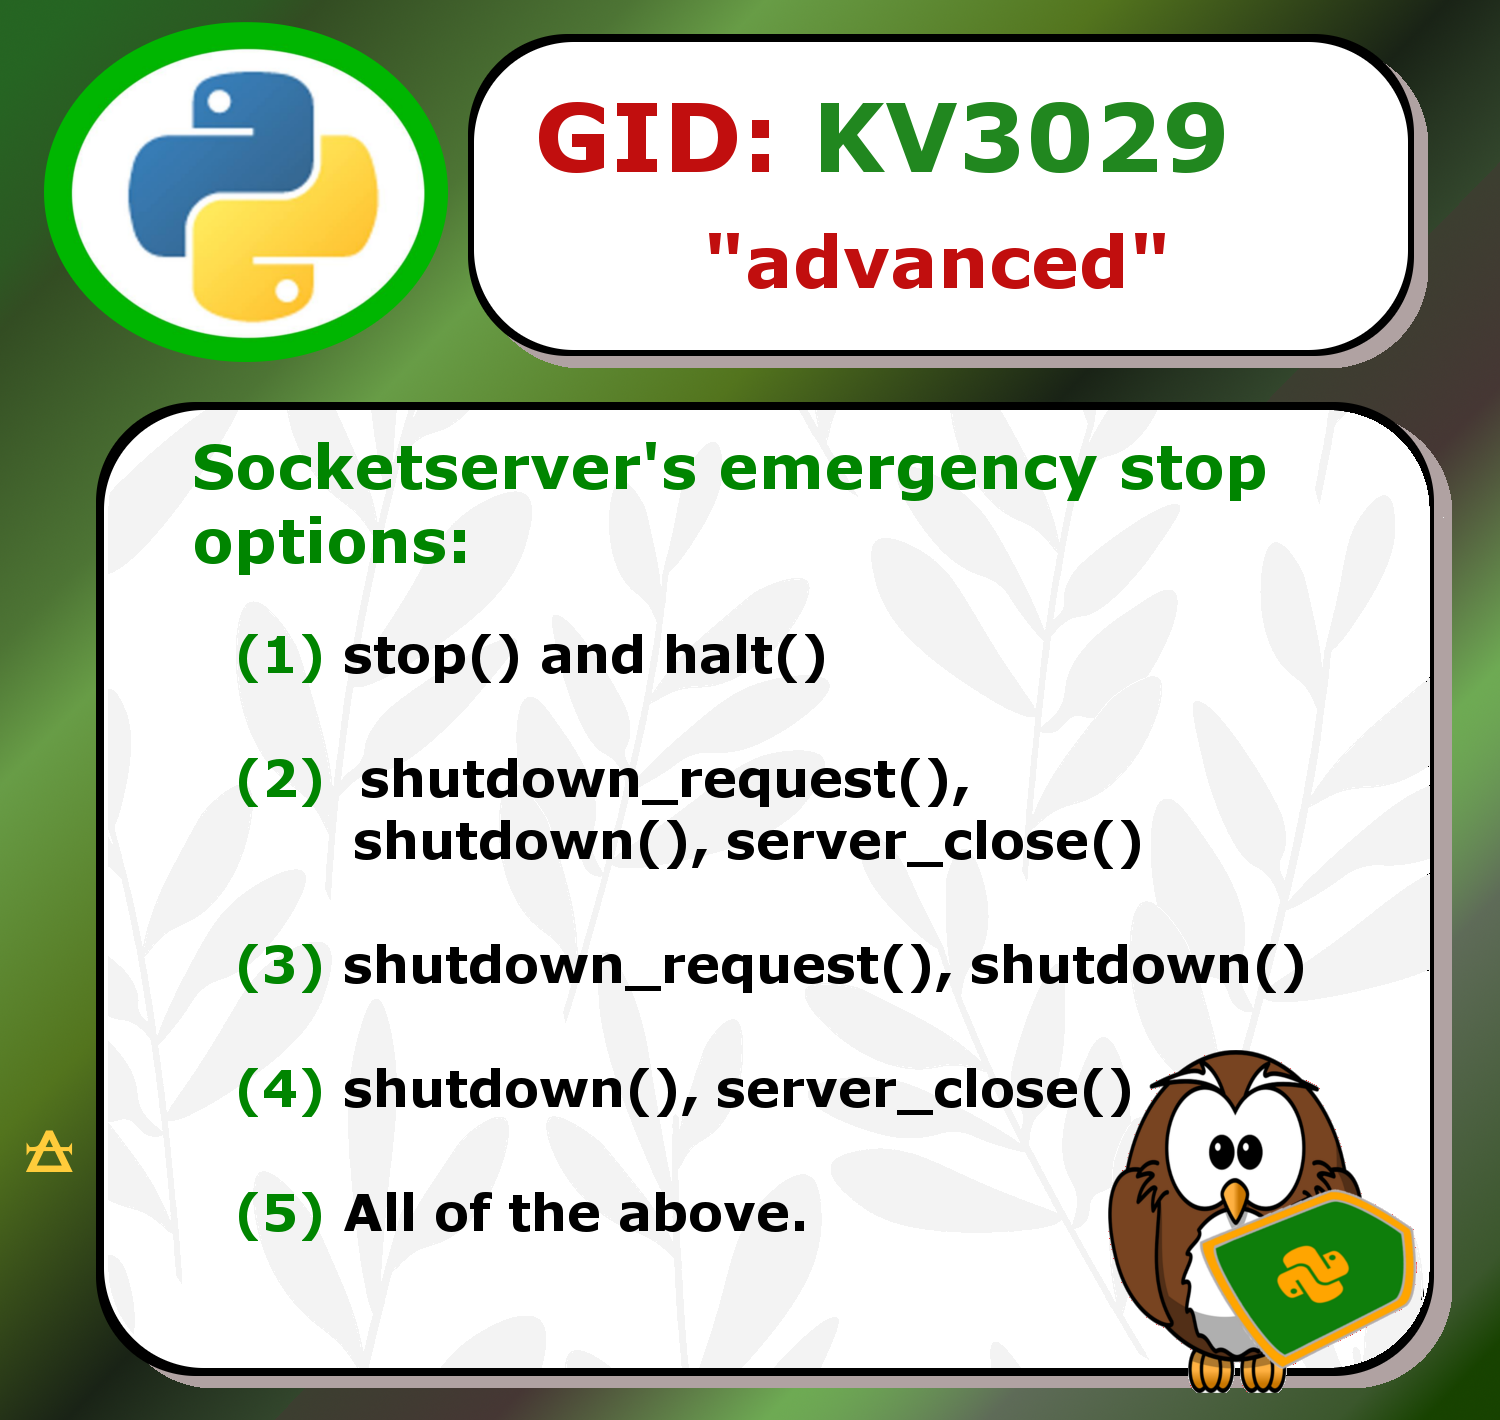 GID: KV3029
"advanced"
Socketserver's emergency stop
options:
(1) stop() and halt()
(2) shutdown_request(),
shutdown(), server_close()
(3) shutdown_request(), shutdown()
(4) shutdown(), server_close()
(5) All of the above.